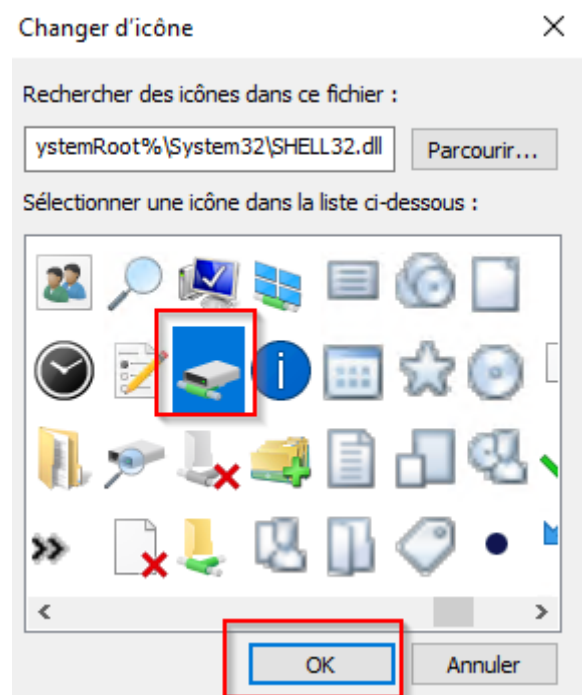 Changer d'icône
Rechercher des icônes dans ce fichier :
ystemRoot%\System32\SHELL32.dll
Parcourir...
Sélectionner une icône dans la liste ci-dessous :
OK
Annuler